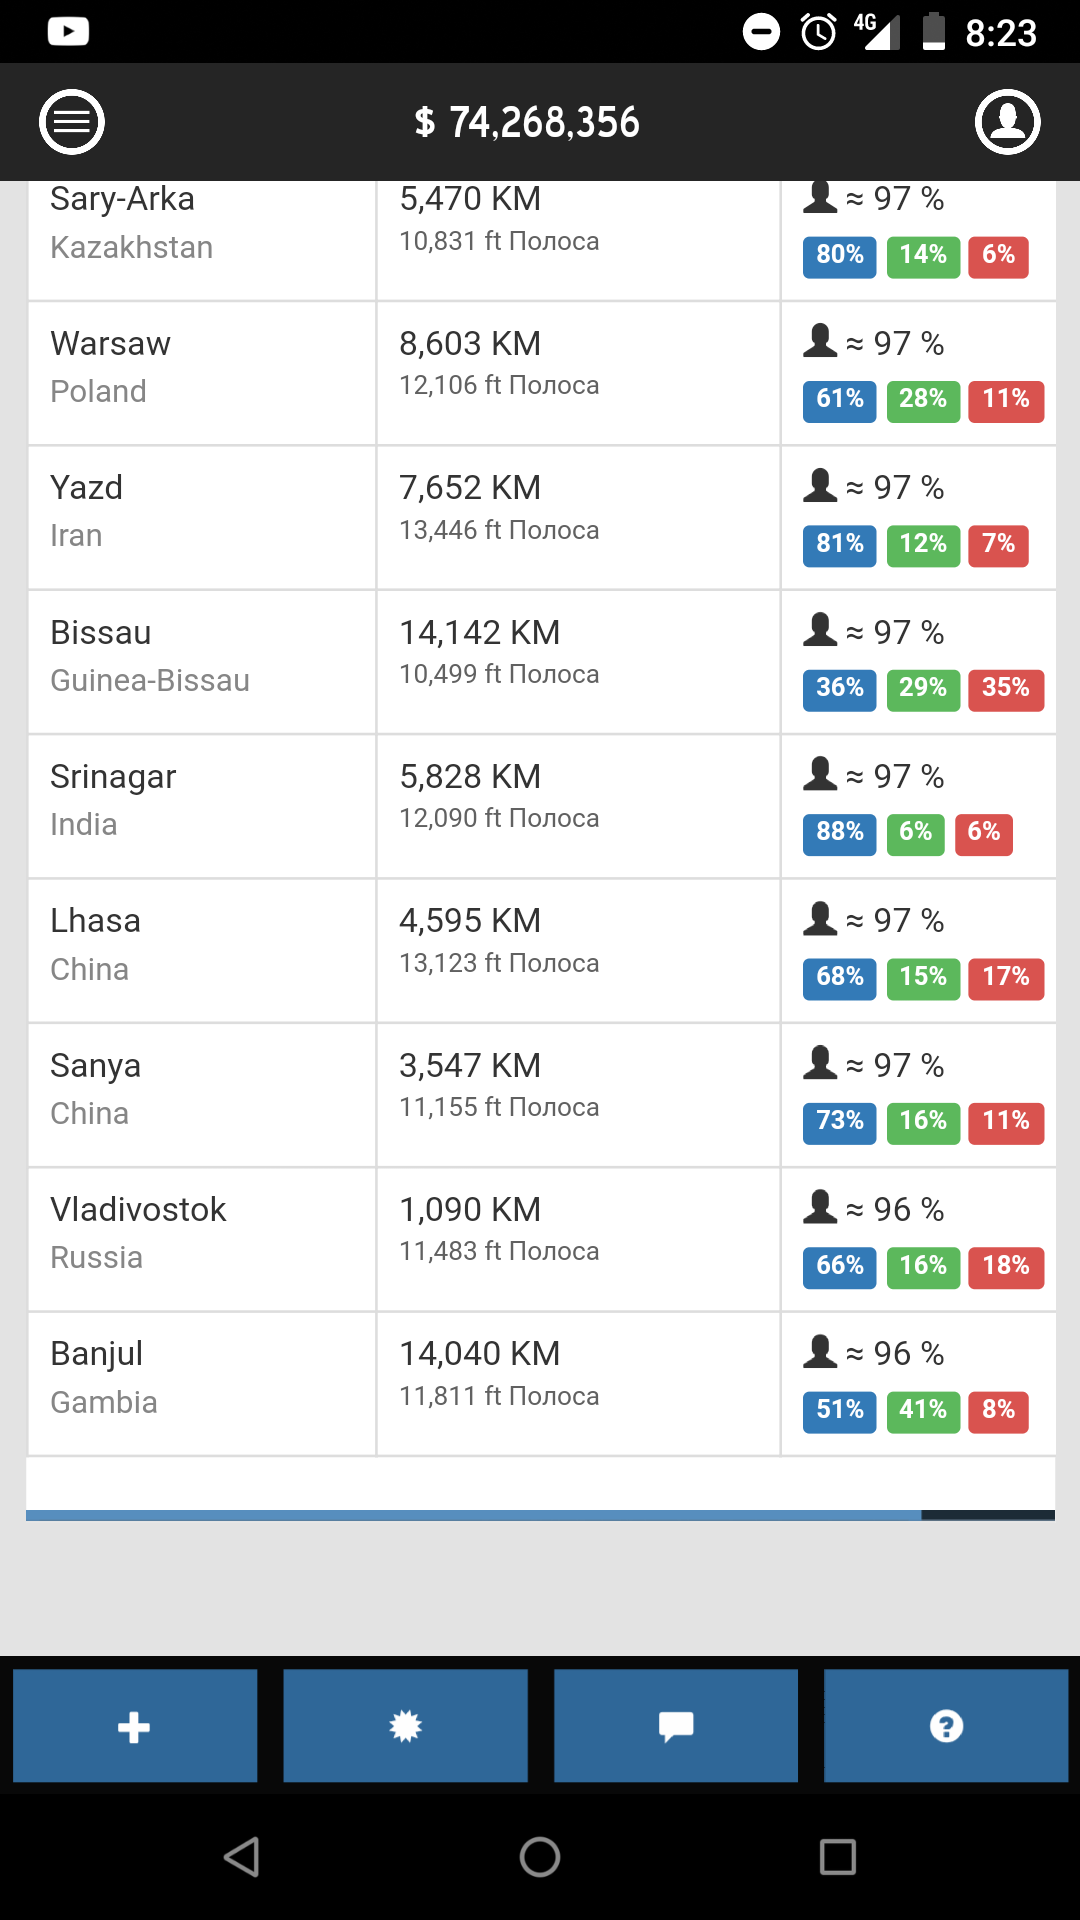 4G 8:23
$ 74,268,356
Sary-Arka 5,470 KM ≈ 97 %
Kazakhstan 10,831 ft Полоса 80% 14% 6%
Warsaw 8,603 KM ≈ 97 %
Poland 12,106 ft Полоса 61% 28% 11%
Yazd 7,652 KM ≈ 97 %
Iran 13,446 ft Полоса 81% 12% 7%
Bissau 14,142 KM ≈ 97 %
Guinea-Bissau 10,499 ft Полоса 36% 29% 35%
Srinagar 5,828 KM ≈ 97 %
India 12,090 ft Полоса 88% 6% 6%
Lhasa 4,595 KM ≈ 97 %
China 13,123 ft Полоса 68% 15% 17%
Sanya 3,547 KM ≈ 97 %
China 11,155 ft Полоса 73% 16% 11%
Vladivostok 1,090 KM ≈ 96 %
Russia 11,483 ft Полоса 66% 16% 18%
Banjul 14,040 KM ≈ 96 %
Gambia 11,811 ft Полоса 51% 41% 8%